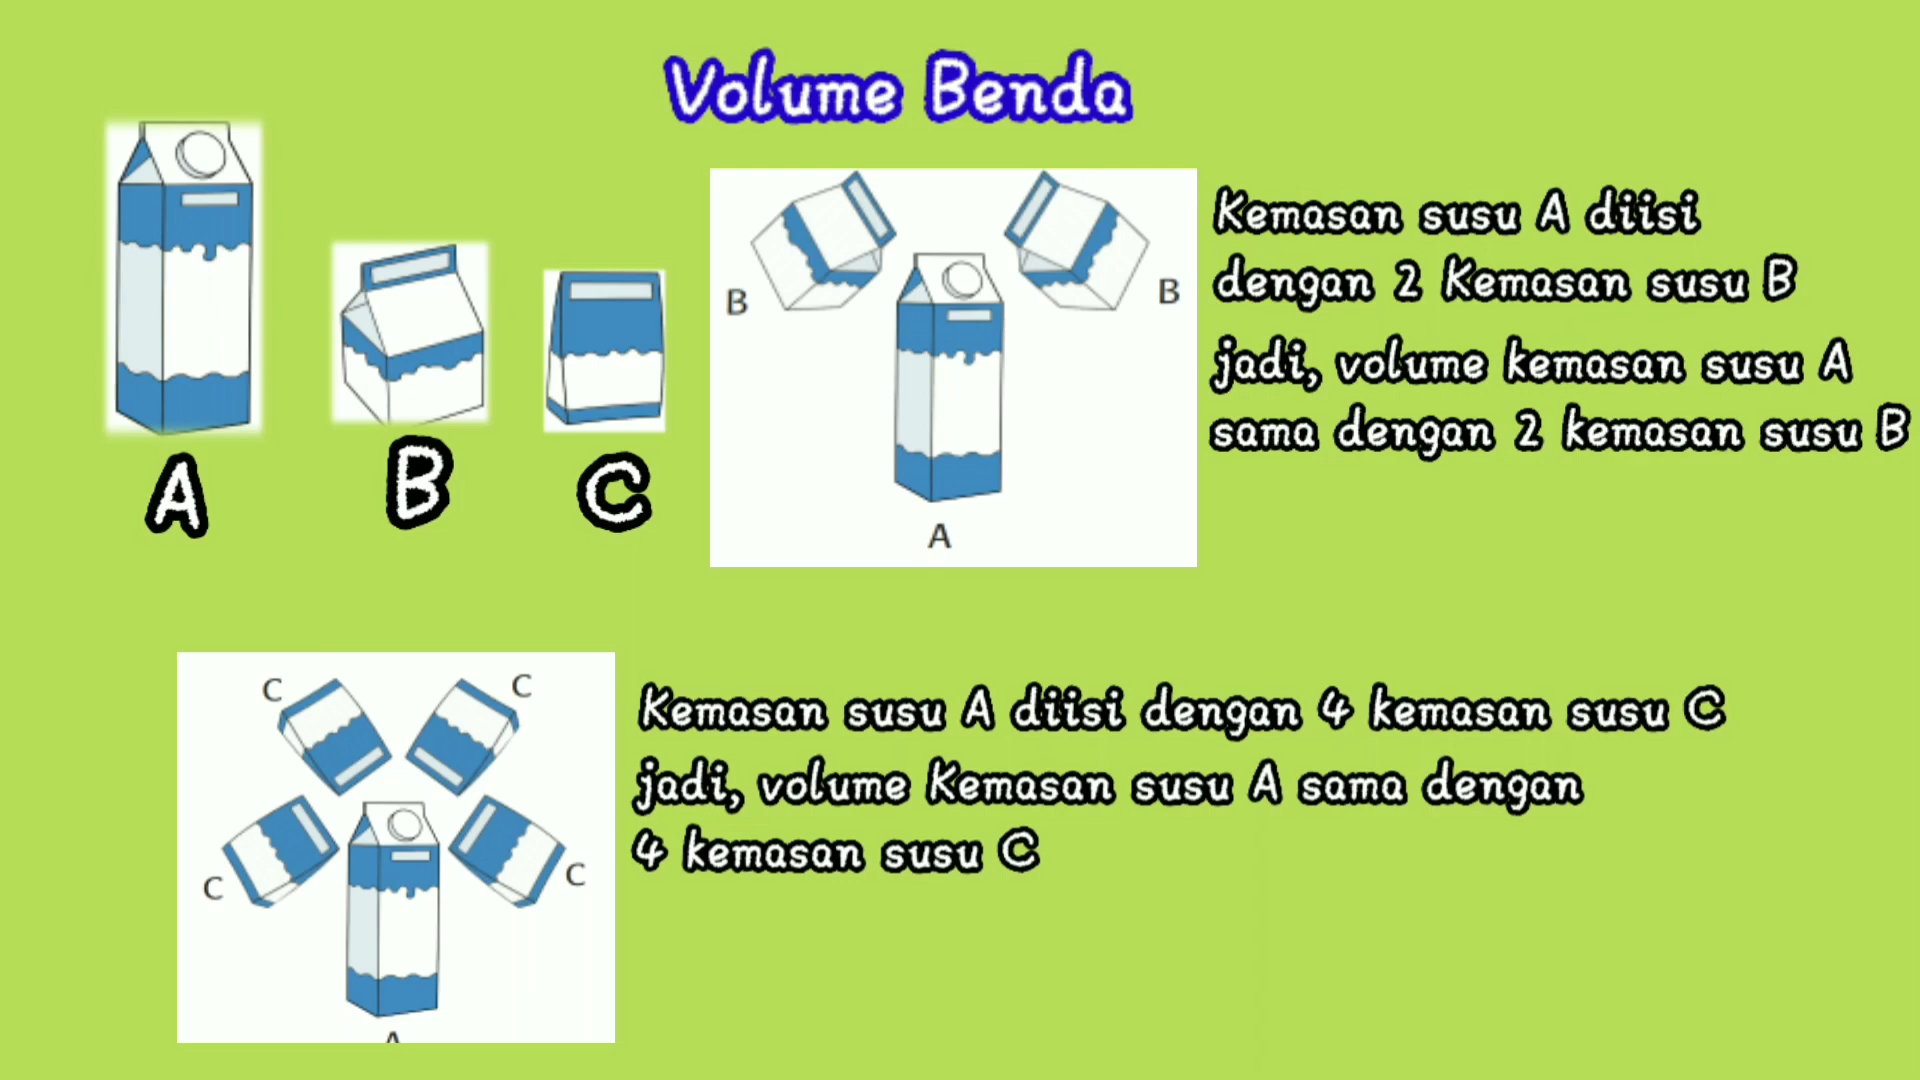 Volume Benda
A
B
C
B
B
A
Kemasan susu A diisi
dengan 2 Kemasan susu B
jadi, volume kemasan susu A
sama dengan 2 kemasan susu B
C
C
C
C
A
Kemasan susu A diisi dengan 4 kemasan susu C
jadi, volume Kemasan susu A sama dengan
4 kemasan susu C